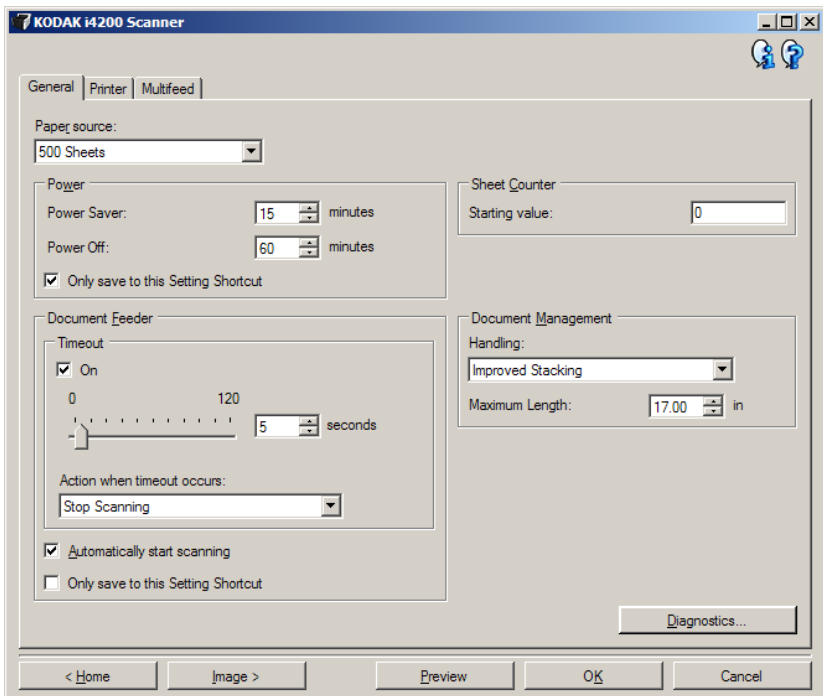 KODAK i4200 Scanner
General Printer Multifeed
Paper source:
500 Sheets
Power
Power Saver: 15 minutes
Power Off: 60 minutes
Only save to this Setting Shortcut
Sheet Counter
Starting value: 0
Document Feeder
Timeout
On
0 120
5 seconds
Action when timeout occurs:
Stop Scanning
Automatically start scanning
Only save to this Setting Shortcut
Document Management
Handling:
Improved Stacking
Maximum Length: 17.00 in
Diagnostics...
< Home Image > Preview OK Cancel